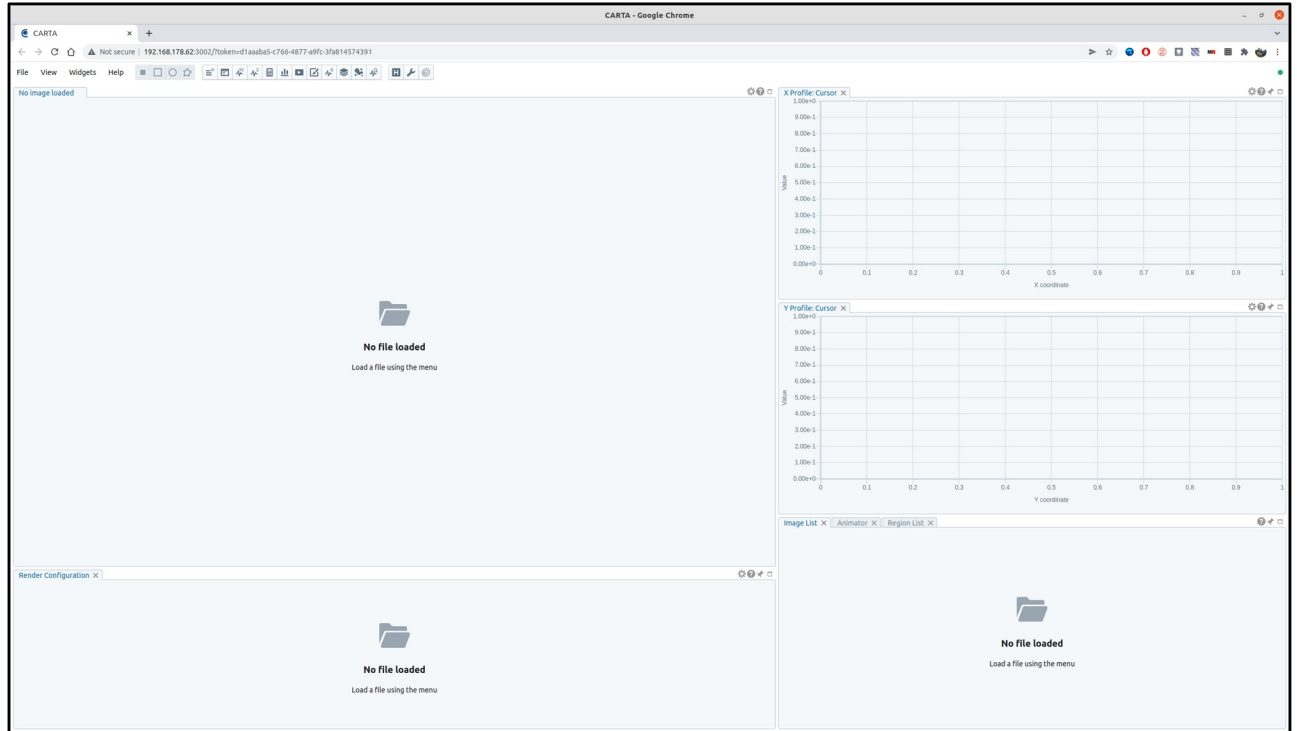 CARTA - Google Chrome
CARTA
Not secure | 192.168.178.62:3002/?token=d1aaaba5-c766-4877-a9fc-3fa814574391
File View Widgets Help
No image loaded
No file loaded
Load a file using the menu
Render Configuration
No file loaded
Load a file using the menu
X Profile: Cursor
1.00e+0
9.00e-1
8.00e-1
7.00e-1
6.00e-1
5.00e-1
4.00e-1
3.00e-1
2.00e-1
1.00e-1
0.00e+0
Value
0 0.1 0.2 0.3 0.4 0.5 0.6 0.7 0.8 0.9 1
X coordinate
Y Profile: Cursor
1.00e+0
9.00e-1
8.00e-1
7.00e-1
6.00e-1
5.00e-1
4.00e-1
3.00e-1
2.00e-1
1.00e-1
0.00e+0
Value
0 0.1 0.2 0.3 0.4 0.5 0.6 0.7 0.8 0.9 1
Y coordinate
Image List Animator Region List
No file loaded
Load a file using the menu